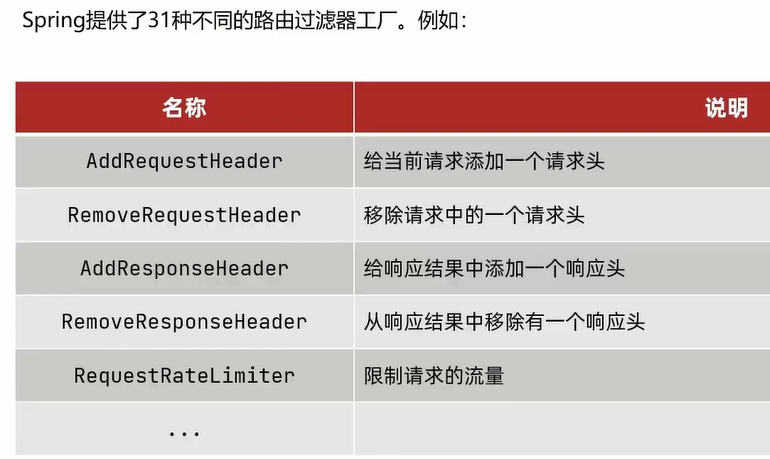 Spring提供了31种不同的路由过滤器工厂。例如：
名称 说明
AddRequestHeader 给当前请求添加一个请求头
RemoveRequestHeader 移除请求中的一个请求头
AddResponseHeader 给响应结果中添加一个响应头
RemoveResponseHeader 从响应结果中移除有一个响应头
RequestRateLimiter 限制请求的流量
...